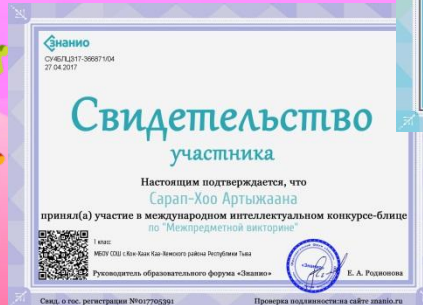 Знанио
СУ4БЛЦ317-366871/04
27.04.2017
Свидетельство
участника
Настоящим подтверждается, что
Сарап-Хоо Артыжаана
принял(а) участие в международном интеллектуальном конкурсе-блице
по "Межпредметной викторине"
1 класс
МБОУ СОШ с.Кок-Хаак Каа-Хемского района Республики Тыва
Руководитель образовательного форума «Знанио»
Е. А. Родионова
Свид. о гос. регистрации №017705391
Проверка подлинности на сайте znanio.ru